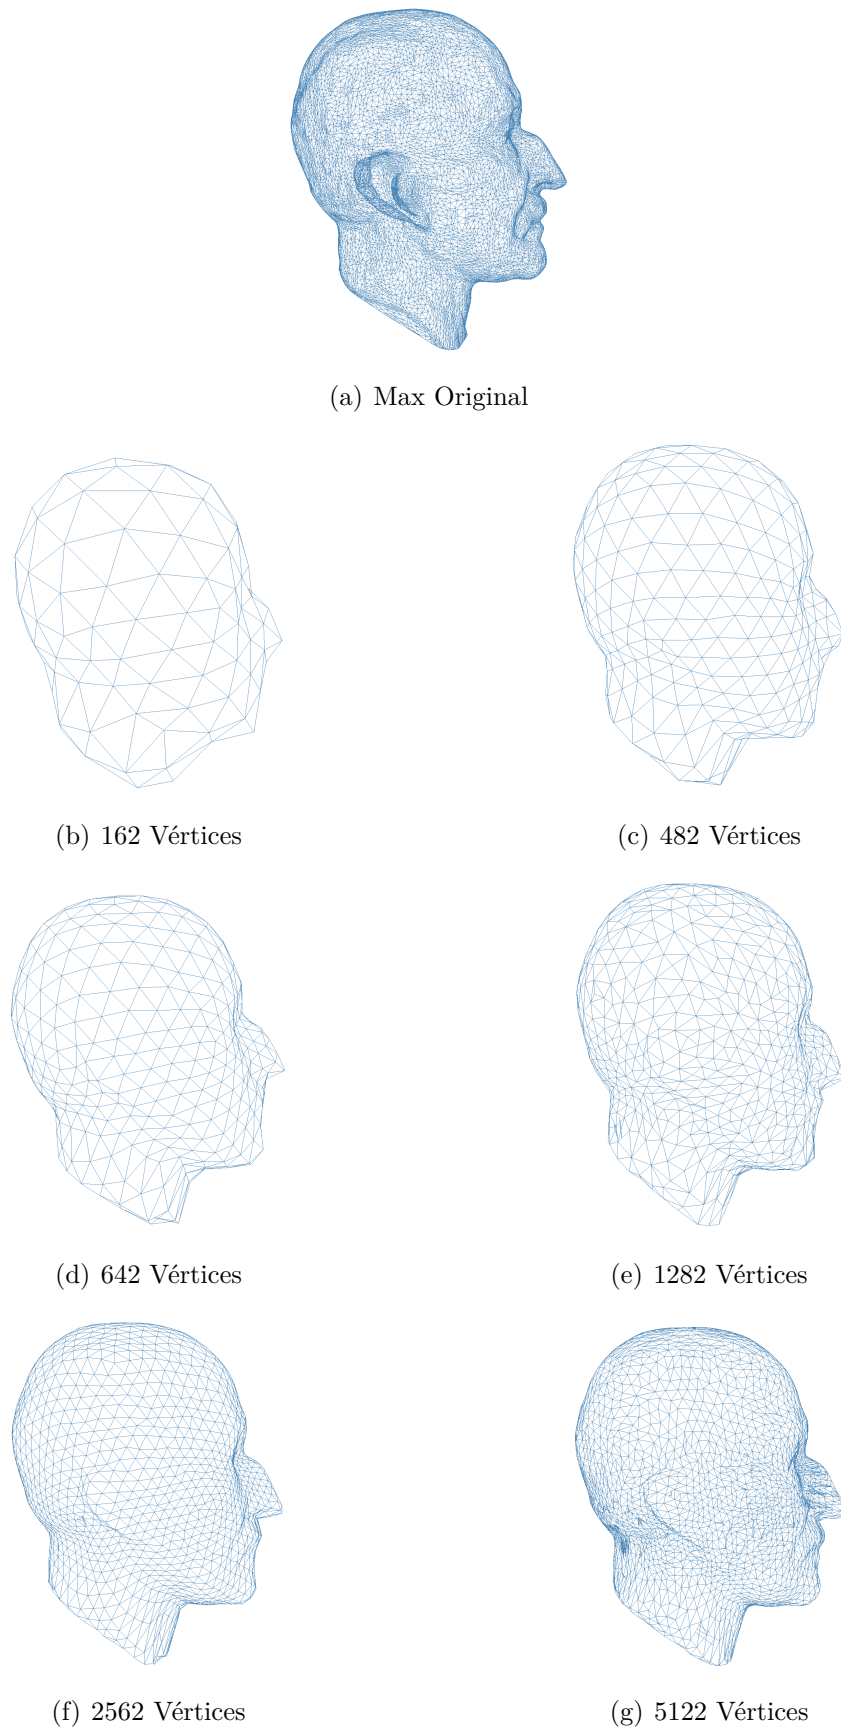 (a) Max Original
(b) 162 Vértices
(c) 482 Vértices
(d) 642 Vértices
(e) 1282 Vértices
(f) 2562 Vértices
(g) 5122 Vértices